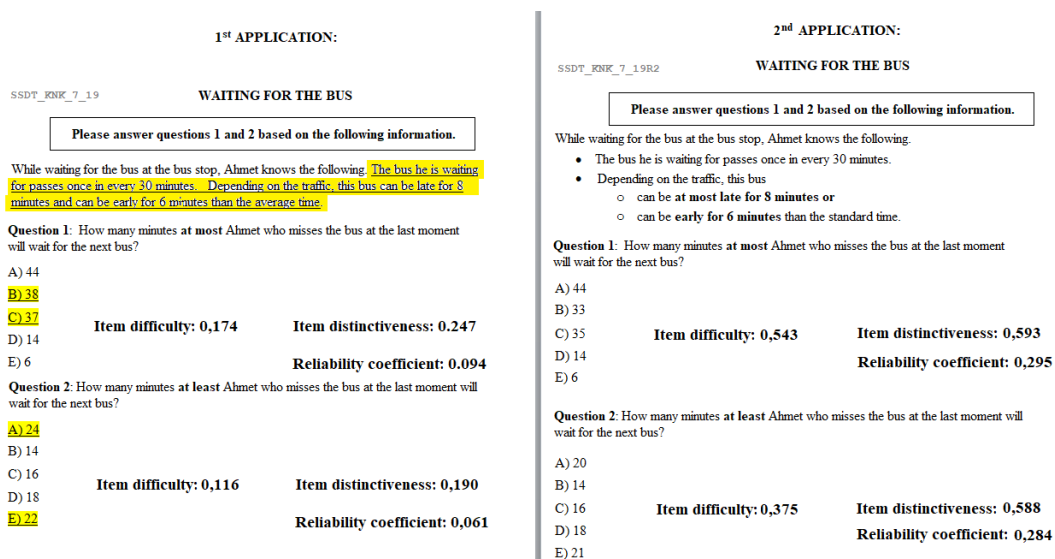 1st APPLICATION:
SSDT_KNK_7_19
WAITING FOR THE BUS
Please answer questions 1 and 2 based on the following information.
While waiting for the bus at the bus stop, Ahmet knows the following. The bus he is waiting
for passes once in every 30 minutes. Depending on the traffic, this bus can be late for 8
minutes and can be early for 6 minutes than the average time.
Question 1: How many minutes at most Ahmet who misses the bus at the last moment
will wait for the next bus?
A) 44
B) 38
C) 37
D) 14
E) 6
Item difficulty: 0,174
Item distinctiveness: 0.247
Reliability coefficient: 0.094
Question 2: How many minutes at least Ahmet who misses the bus at the last moment will
wait for the next bus?
A) 24
B) 14
C) 16
D) 18
E) 22
Item difficulty: 0,116
Item distinctiveness: 0,190
Reliability coefficient: 0,061
2nd APPLICATION:
SSDT_KNK_7_19R2
WAITING FOR THE BUS
Please answer questions 1 and 2 based on the following information.
While waiting for the bus at the bus stop, Ahmet knows the following.
• The bus he is waiting for passes once in every 30 minutes.
• Depending on the traffic, this bus
o can be at most late for 8 minutes or
o can be early for 6 minutes than the standard time.
Question 1: How many minutes at most Ahmet who misses the bus at the last moment
will wait for the next bus?
A) 44
B) 33
C) 35
D) 14
E) 6
Item difficulty: 0,543
Item distinctiveness: 0,593
Reliability coefficient: 0,295
Question 2: How many minutes at least Ahmet who misses the bus at the last moment will
wait for the next bus?
A) 20
B) 14
C) 16
D) 18
E) 21
Item difficulty: 0,375
Item distinctiveness: 0,588
Reliability coefficient: 0,284